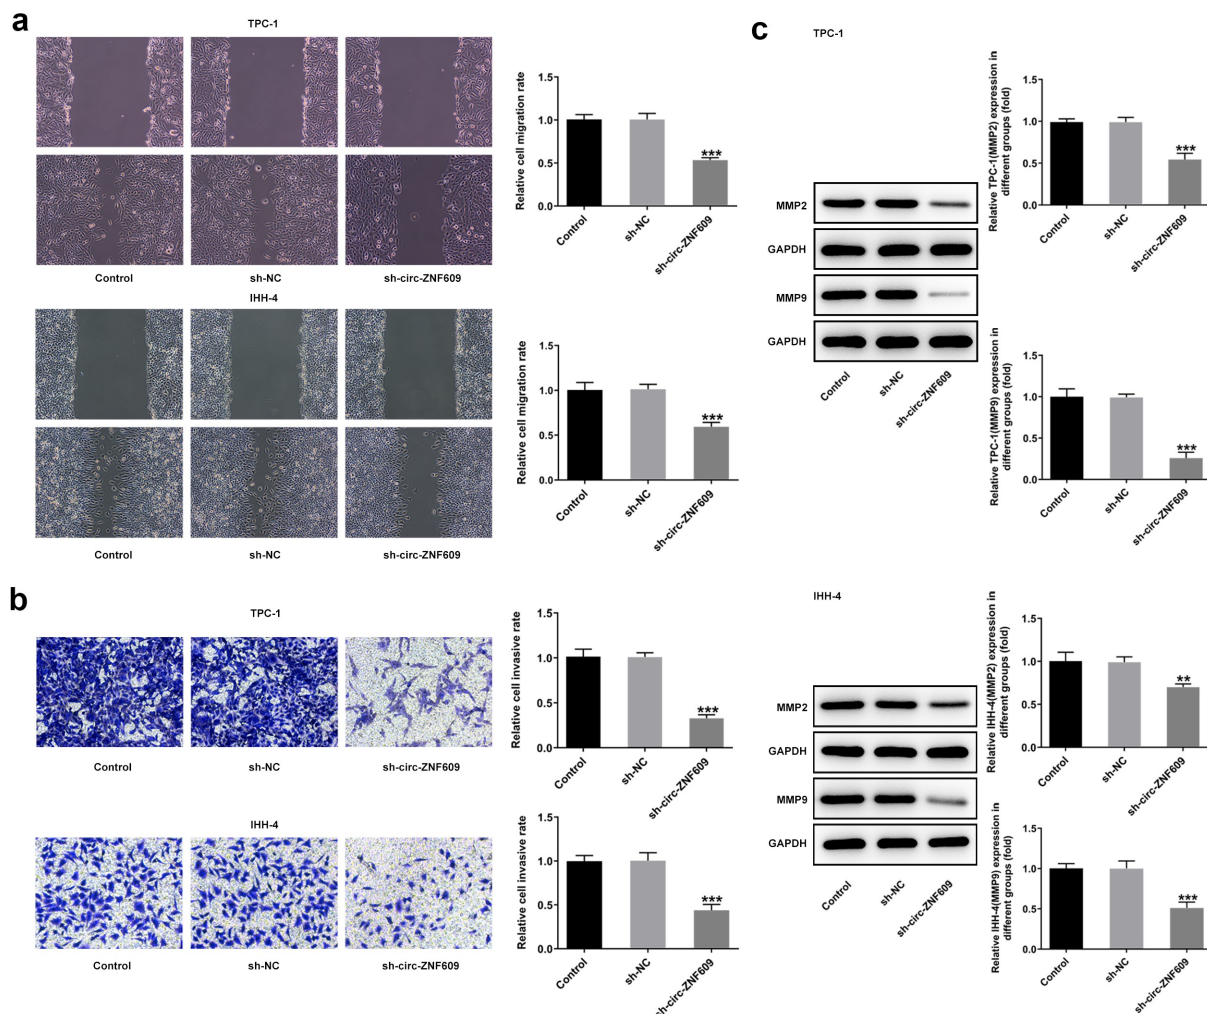 a
TPC-1
Control
sh-NC
sh-circ-ZNF609
IHH-4
Control
sh-NC
sh-circ-ZNF609
Relative cell migration rate
1.5
1.0
0.5
0.0
***
Control
sh-NC
sh-circ-ZNF609
Relative cell migration rate
1.5
1.0
0.5
0.0
***
Control
sh-NC
sh-circ-ZNF609
b
TPC-1
Control
sh-NC
sh-circ-ZNF609
IHH-4
Control
sh-NC
sh-circ-ZNF609
Relative cell invasive rate
1.5
1.0
0.5
0.0
***
Control
sh-NC
sh-circ-ZNF609
Relative cell invasive rate
1.5
1.0
0.5
0.0
***
Control
sh-NC
sh-circ-ZNF609
c
TPC-1
MMP2
GAPDH
MMP9
GAPDH
Control
sh-NC
sh-circ-ZNF609
Relative TPC-1(MMP2) expression in
different groups (fold)
1.5
1.0
0.5
0.0
***
Control
sh-NC
sh-circ-ZNF609
Relative TPC-1(MMP9) expression in
different groups (fold)
1.5
1.0
0.5
0.0
***
Control
sh-NC
sh-circ-ZNF609
IHH-4
MMP2
GAPDH
MMP9
GAPDH
Control
sh-NC
sh-circ-ZNF609
Relative IHH-4(MMP2) expression in
different groups (fold)
1.5
1.0
0.5
0.0
**
Control
sh-NC
sh-circ-ZNF609
Relative IHH-4(MMP9) expression in
different groups (fold)
1.5
1.0
0.5
0.0
***
Control
sh-NC
sh-circ-ZNF609